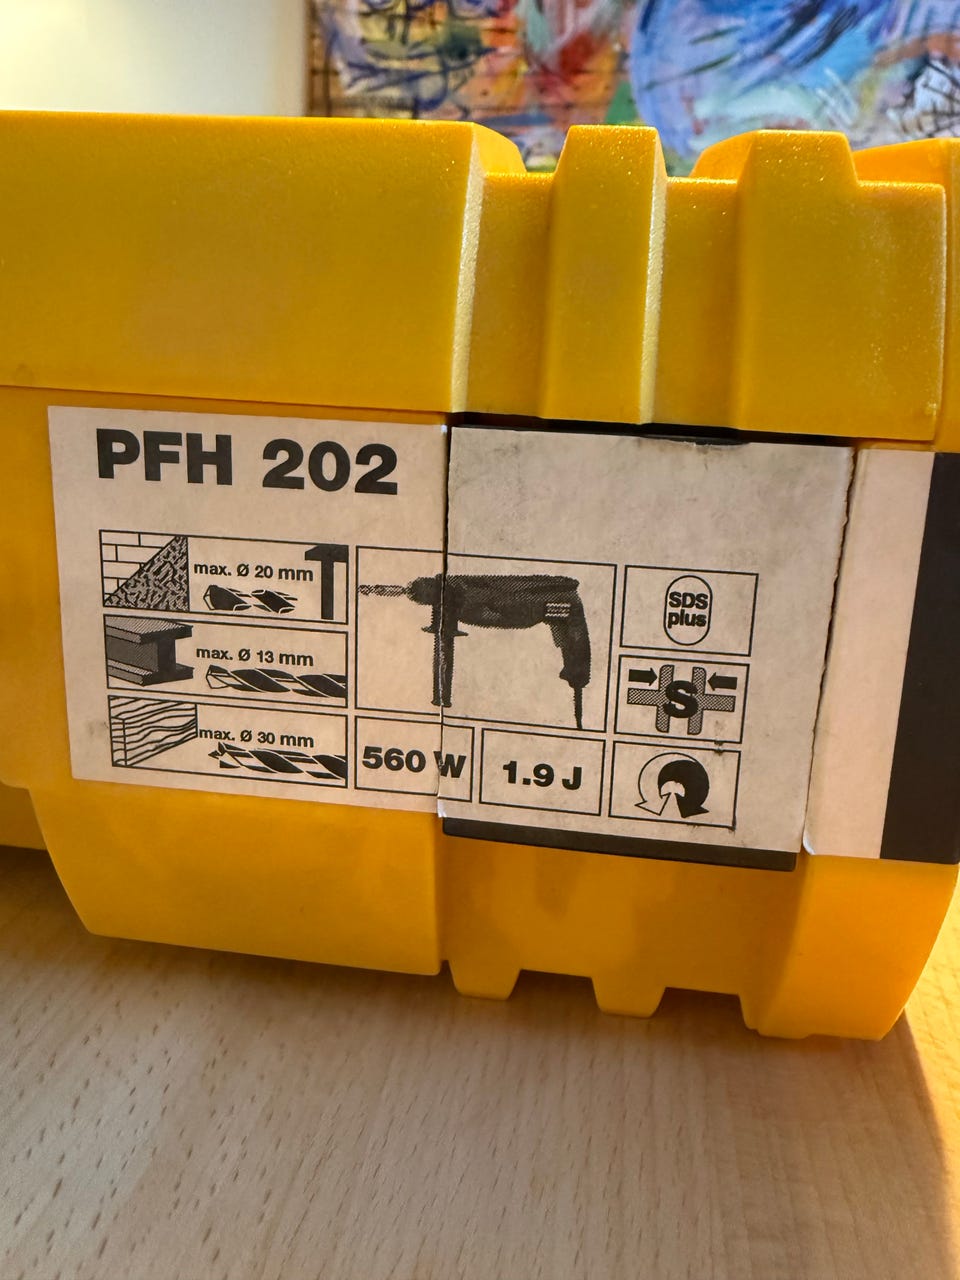 PFH 202
max. Ø 20 mm
max. Ø 13 mm
max. Ø 30 mm
560 W
1.9 J
SDS
plus
S